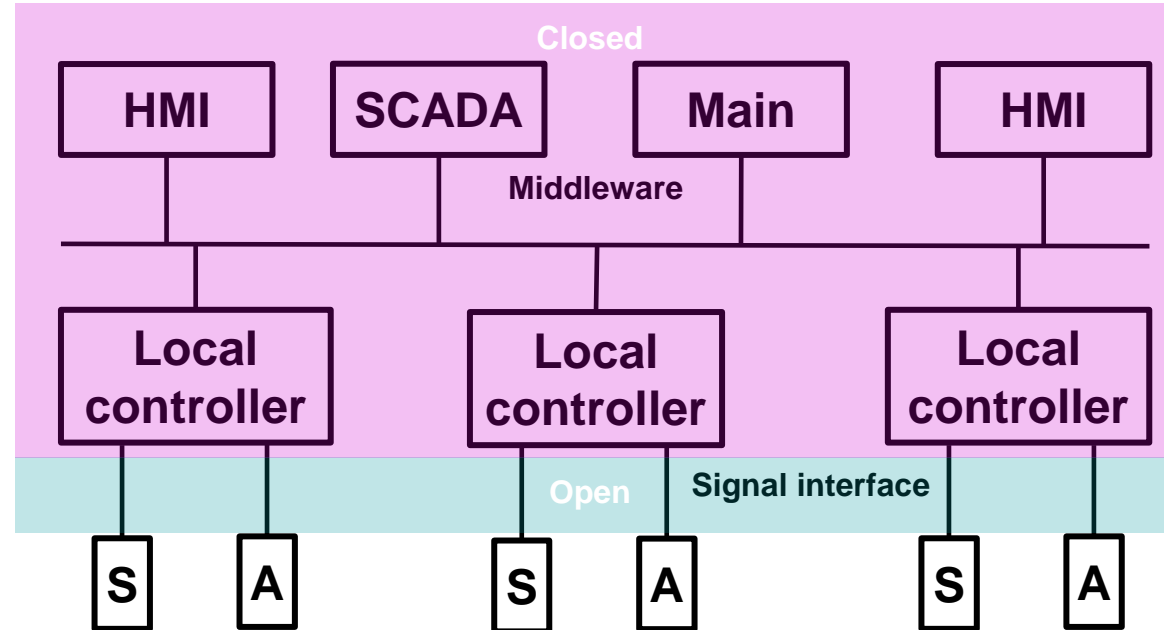 Closed
HMI
SCADA
Main
HMI
Middleware
Local
controller
Local
controller
Local
controller
Open
Signal interface
S
A
S
A
S
A